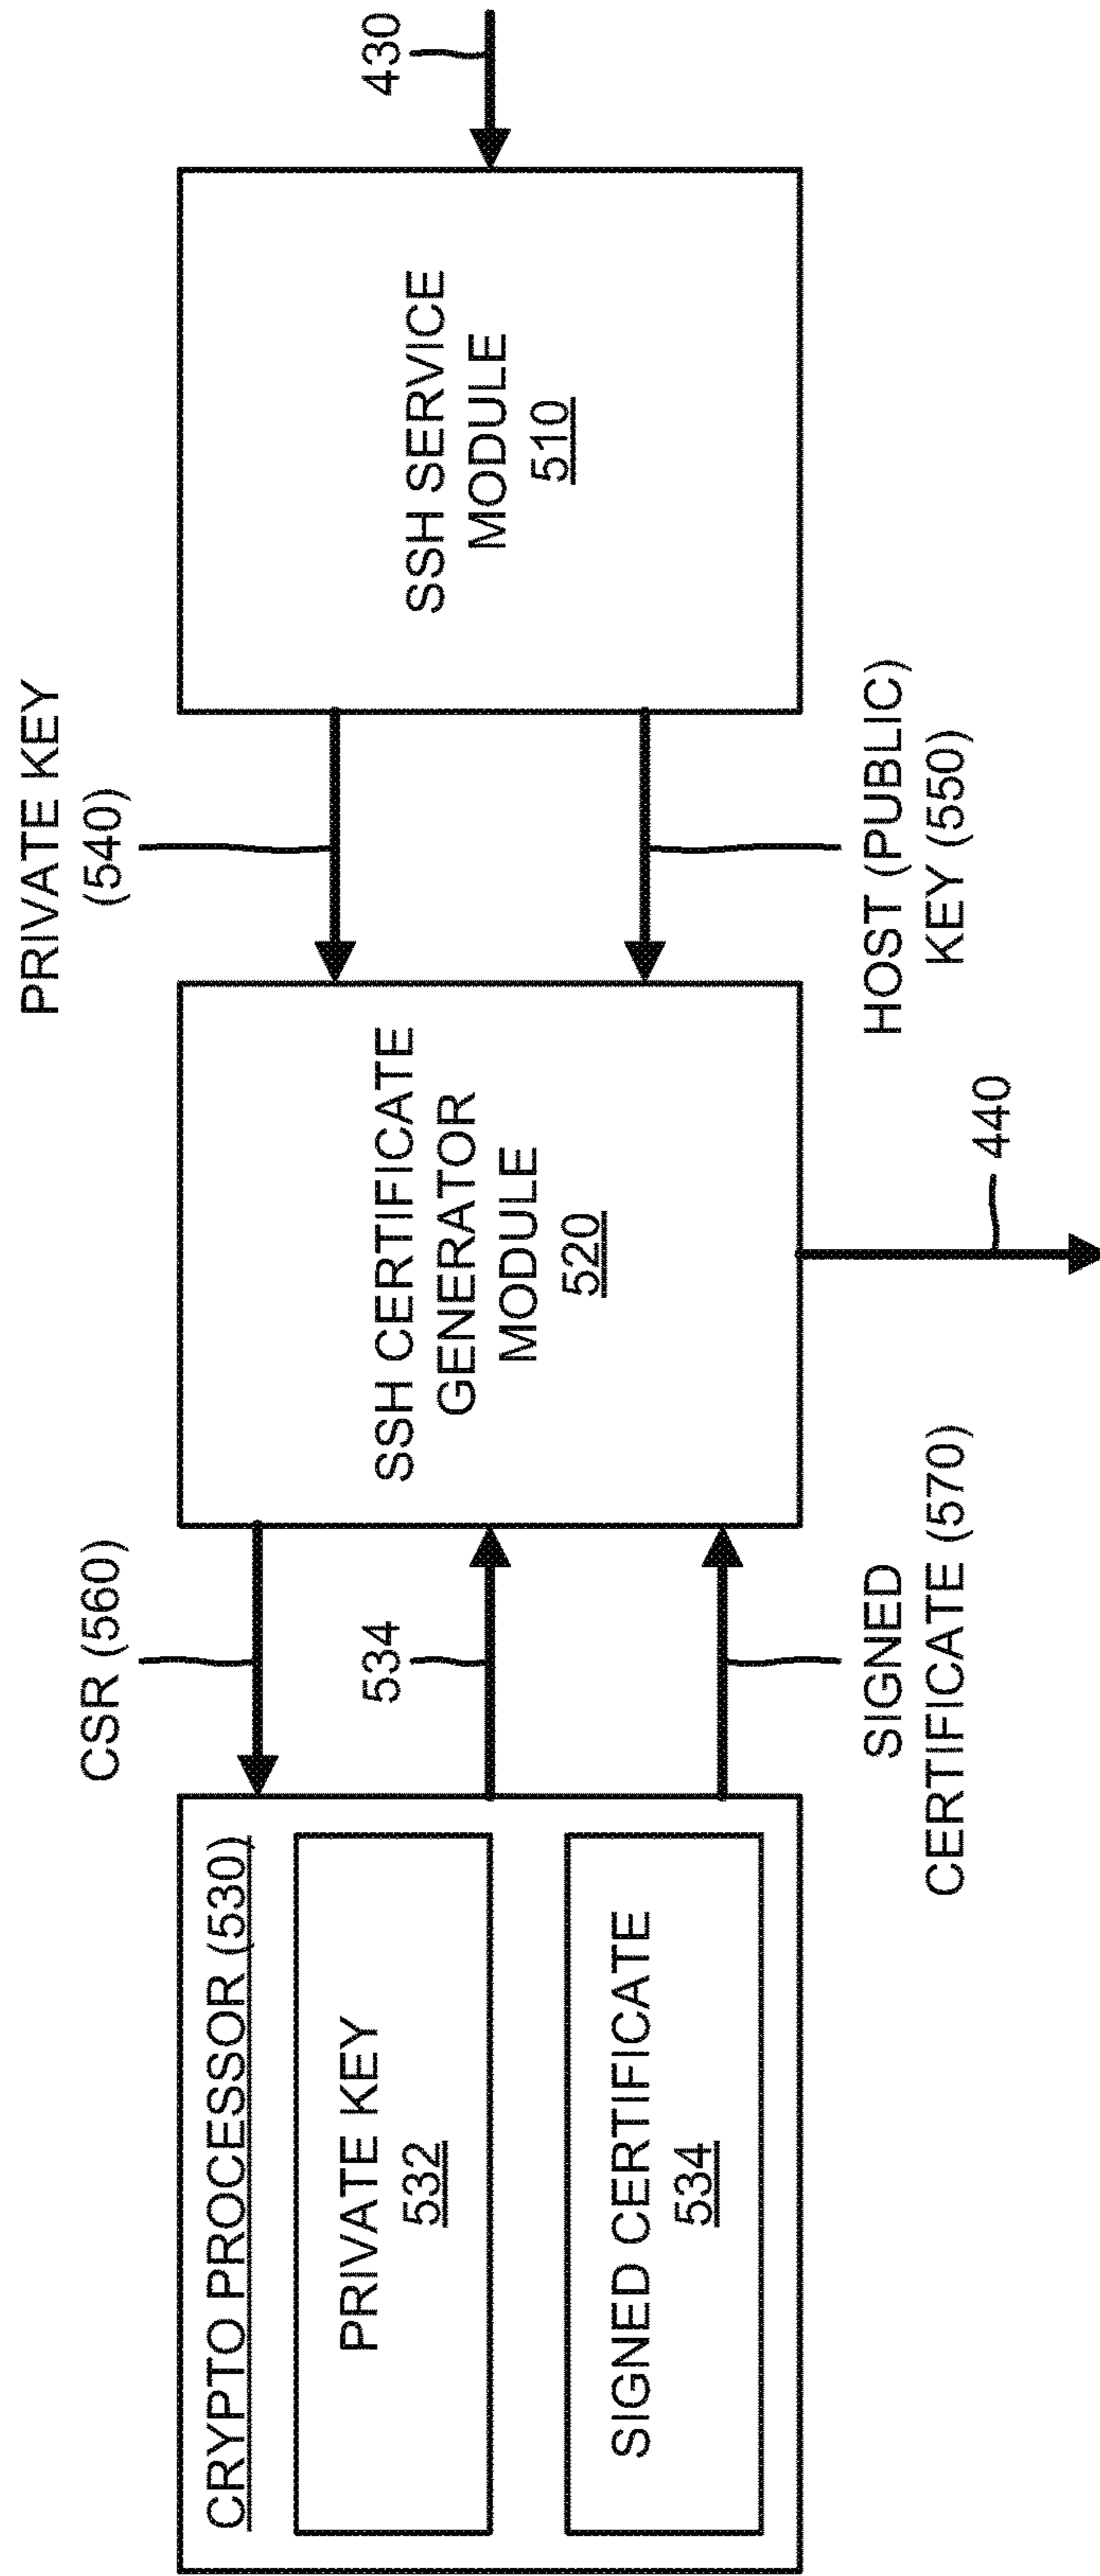 CRYPTO PROCESSOR (530)
PRIVATE KEY
532
SIGNED CERTIFICATE
534
CSR (560)
534
SIGNED
CERTIFICATE (570)
SSH CERTIFICATE
GENERATOR
MODULE
520
440
PRIVATE KEY
(540)
HOST (PUBLIC)
KEY (550)
SSH SERVICE
MODULE
510
430